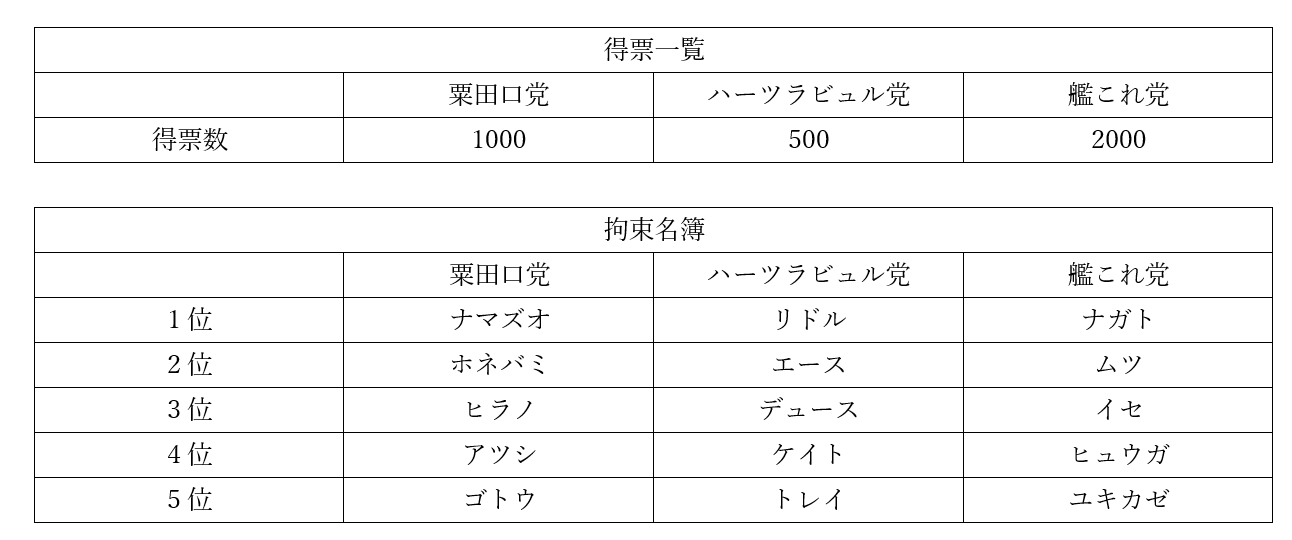 得票一覧
粟田口党 ハーツラビュル党 艦これ党
得票数 1000 500 2000
拘束名簿
粟田口党 ハーツラビュル党 艦これ党
1位 ナマズオ リドル ナガト
2位 ホネバミ エース ムツ
3位 ヒラノ デュース イセ
4位 アツシ ケイト ヒュウガ
5位 ゴトウ トレイ ユキカゼ